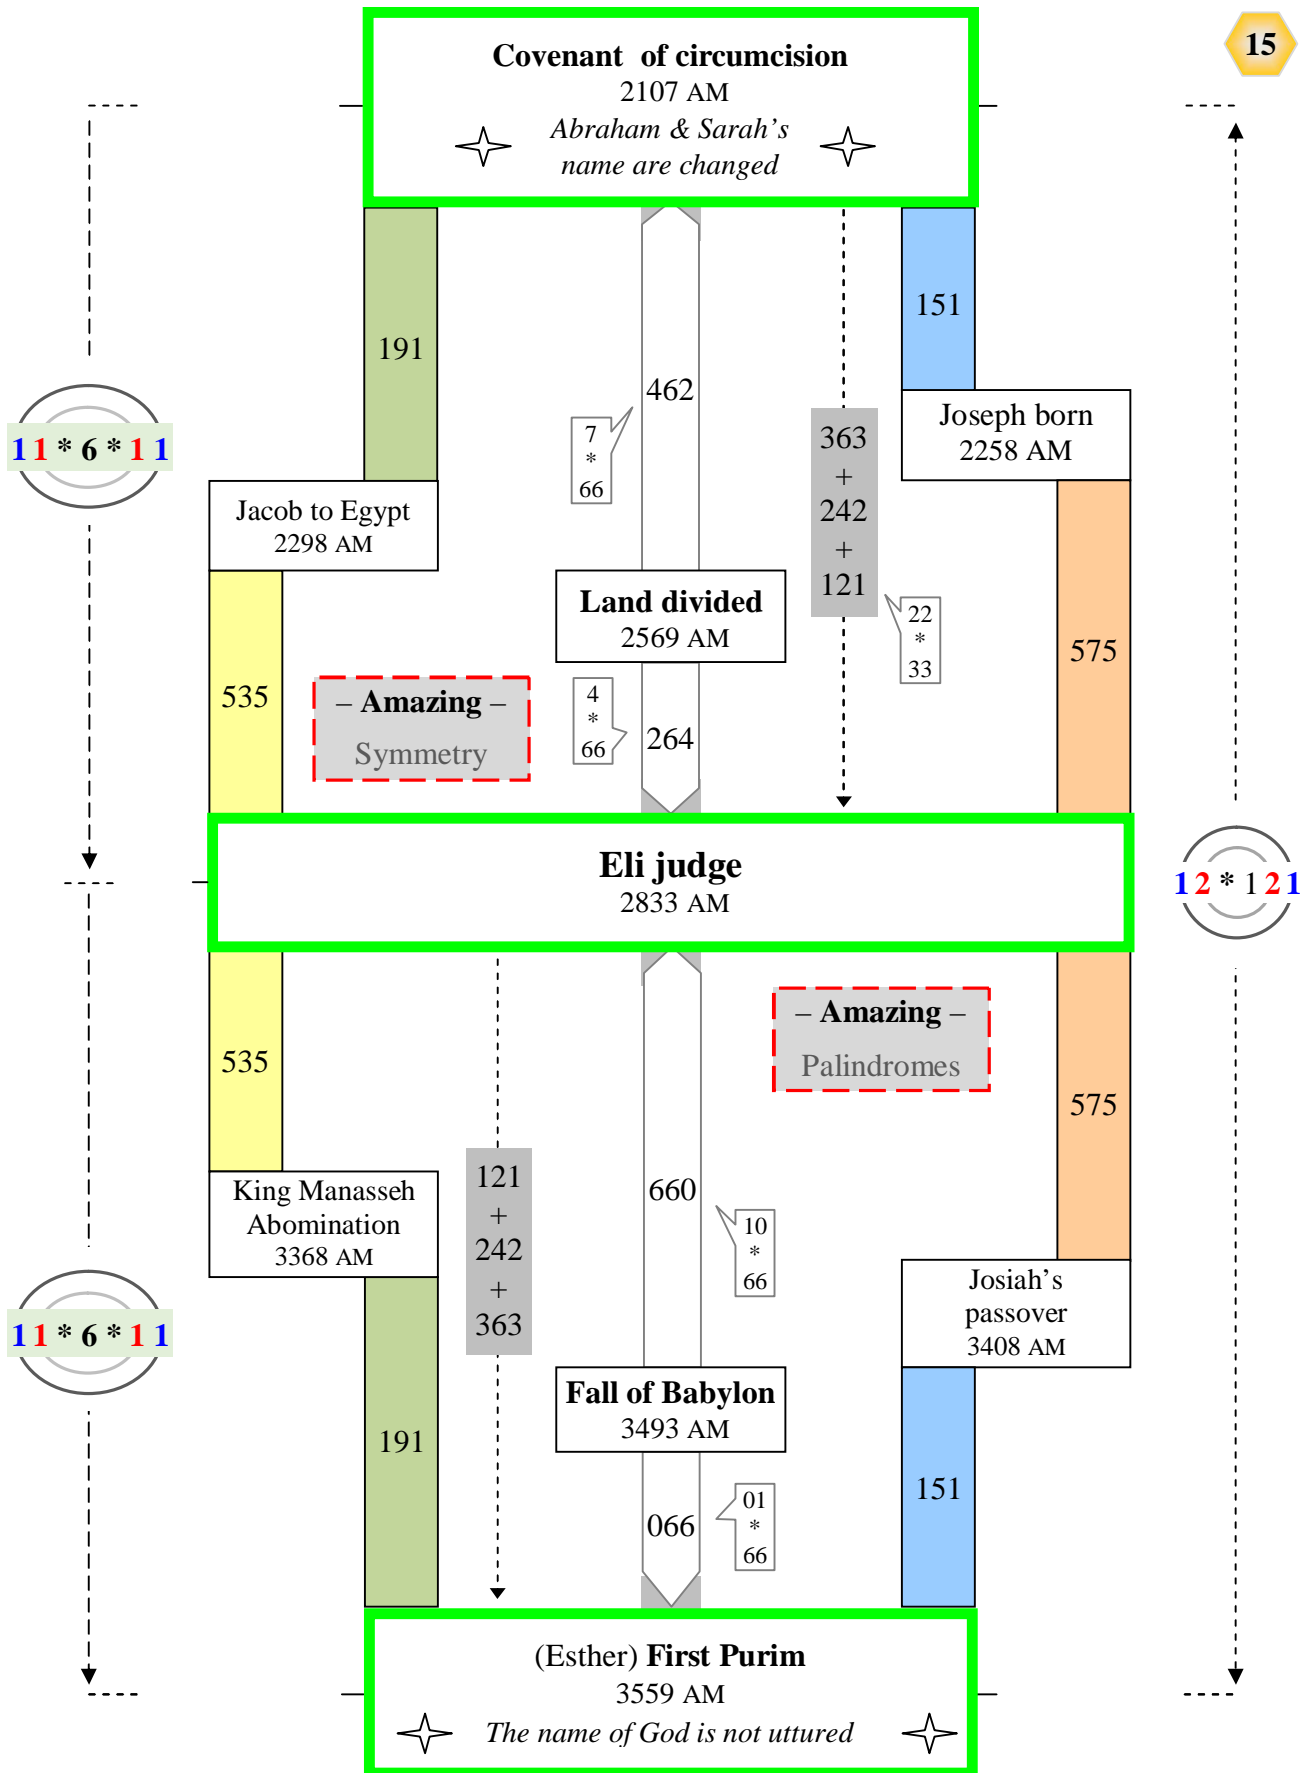 Covenant of circumcision
2107 AM
Abraham & Sarah's
name are changed
15
191
462
151
7
*
66
363
+
242
+
121
22
*
33
Joseph born
2258 AM
11 * 6 * 11
Jacob to Egypt
2298 AM
Land divided
2569 AM
575
535
– Amazing –
Symmetry
4
*
66
264
Eli judge
2833 AM
12 * 121
535
– Amazing –
Palindromes
575
121
+
242
+
363
660
10
*
66
King Manasseh
Abomination
3368 AM
Josiah's
passover
3408 AM
11 * 6 * 11
Fall of Babylon
3493 AM
191
151
066
01
*
66
(Esther) First Purim
3559 AM
The name of God is not uttured